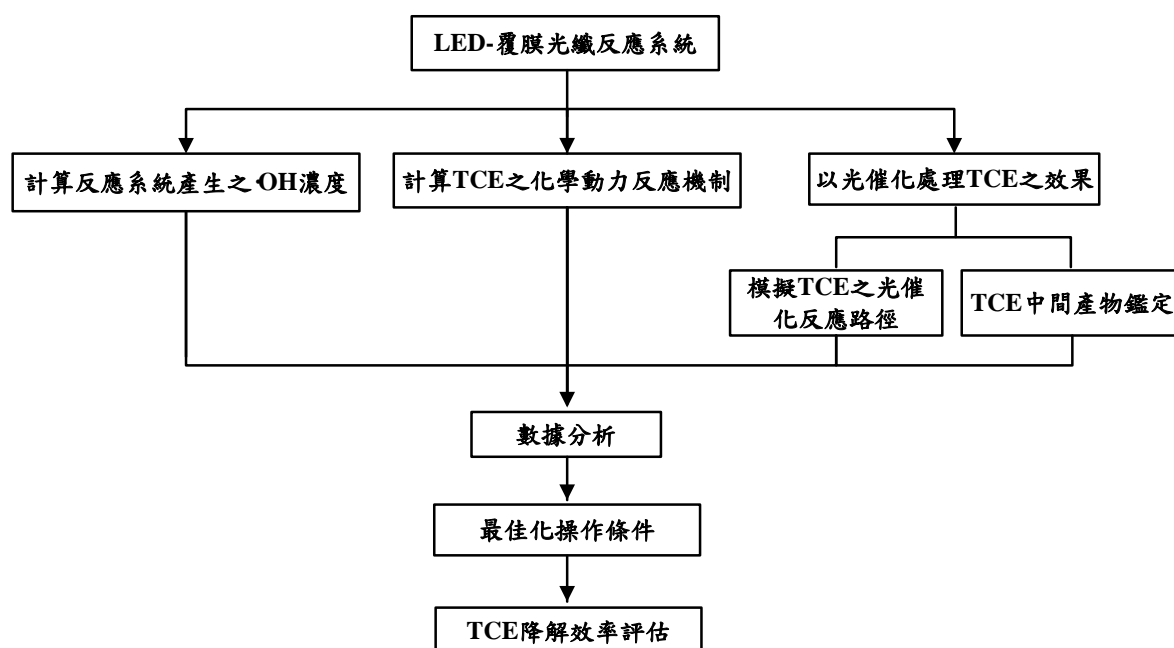 LED-覆膜光纖反應系統
計算反應系統產生之·OH濃度
計算TCE之化學動力反應機制
以光催化處理TCE之效果
模擬TCE之光催
化反應路徑
TCE中間產物鑑定
數據分析
最佳化操作條件
TCE降解效率評估